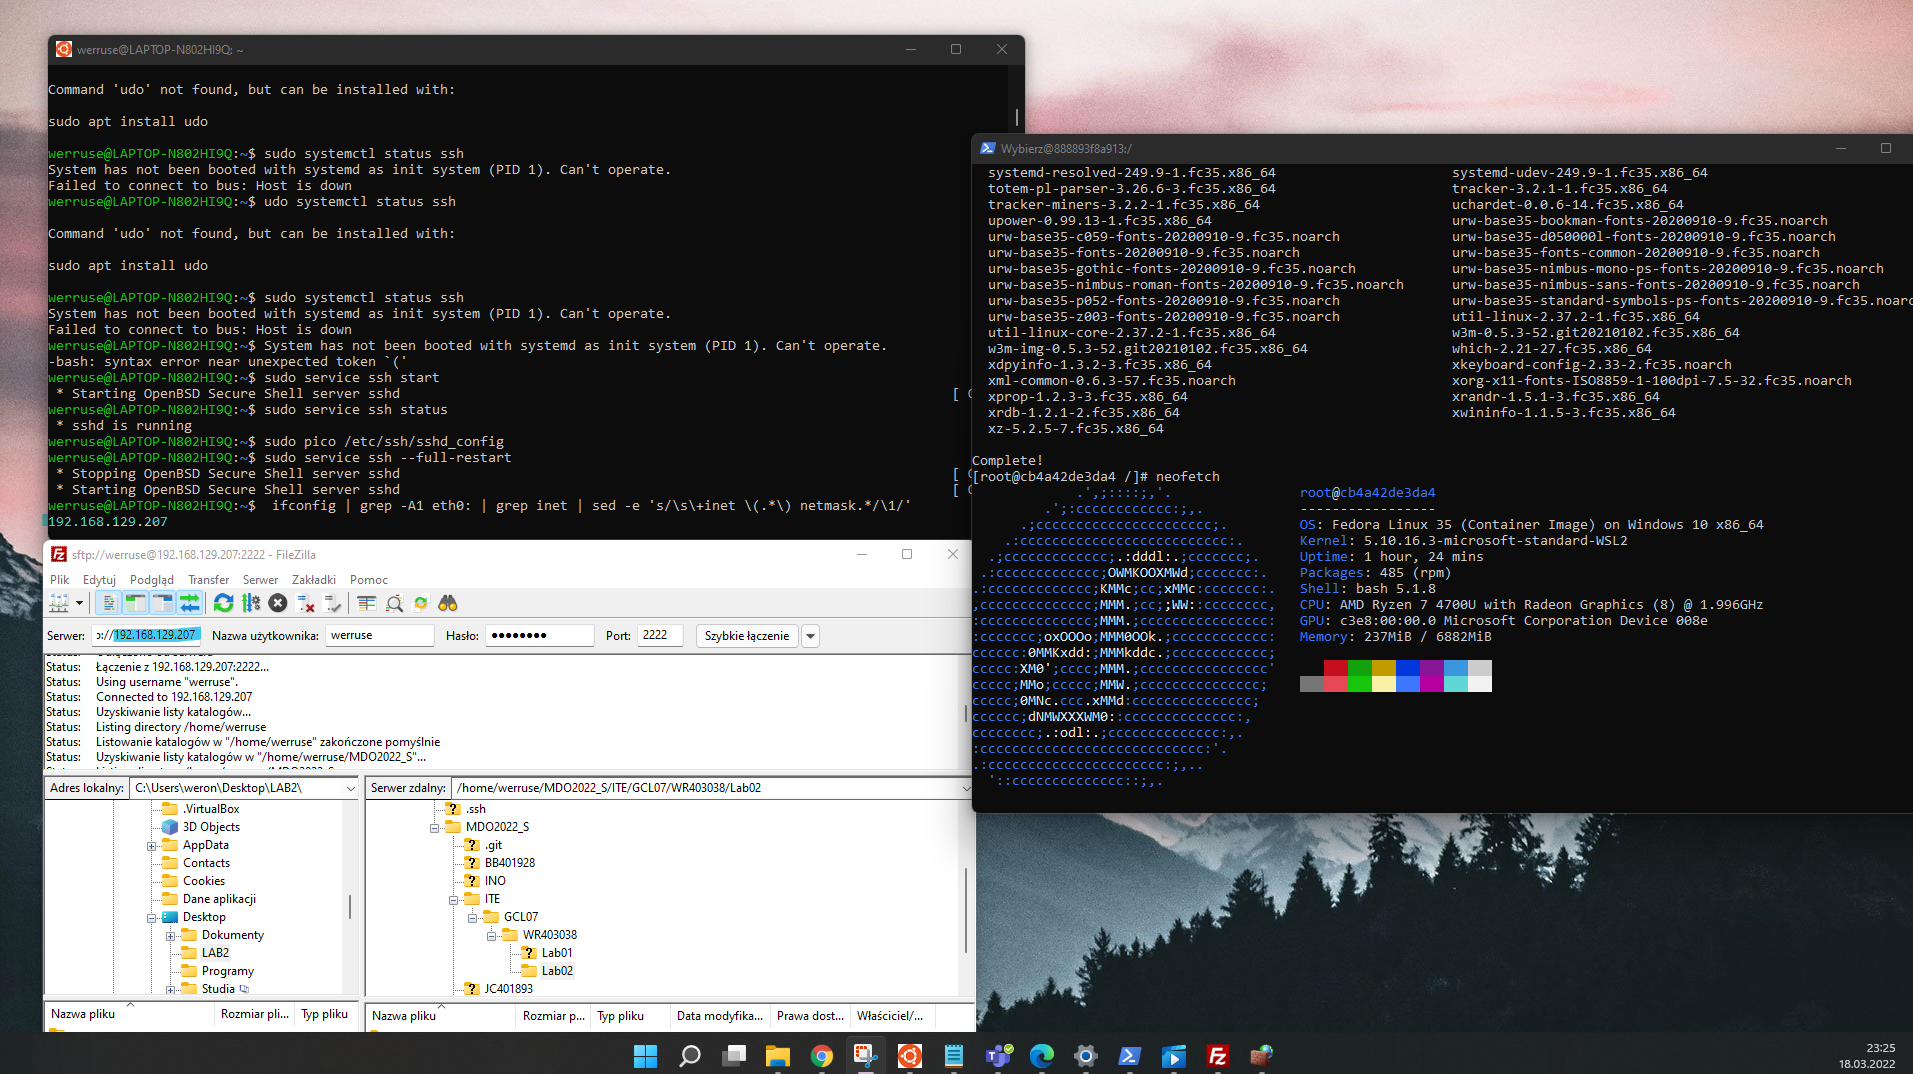 werruse@LAPTOP-N802HI9Q: ~
Command 'udo' not found, but can be installed with:
sudo apt install udo
werruse@LAPTOP-N802HI9Q:~$ sudo systemctl status ssh
System has not been booted with systemd as init system (PID 1). Can't operate.
Failed to connect to bus: Host is down
werruse@LAPTOP-N802HI9Q:~$ udo systemctl status ssh
Command 'udo' not found, but can be installed with:
sudo apt install udo
werruse@LAPTOP-N802HI9Q:~$ sudo systemctl status ssh
System has not been booted with systemd as init system (PID 1). Can't operate.
Failed to connect to bus: Host is down
werruse@LAPTOP-N802HI9Q:~$ System has not been booted with systemd as init system (PID 1). Can't operate.
-bash: syntax error near unexpected token `('
werruse@LAPTOP-N802HI9Q:~$ sudo service ssh start
* Starting OpenBSD Secure Shell server sshd [
werruse@LAPTOP-N802HI9Q:~$ sudo service ssh status
* sshd is running
werruse@LAPTOP-N802HI9Q:~$ sudo pico /etc/ssh/sshd_config
werruse@LAPTOP-N802HI9Q:~$ sudo service ssh --full-restart
* Stopping OpenBSD Secure Shell server sshd [
* Starting OpenBSD Secure Shell server sshd [
werruse@LAPTOP-N802HI9Q:~$  ifconfig | grep -A1 eth0: | grep inet | sed -e 's/\s\+inet \(.*\) netmask.*/\1/'
192.168.129.207
Wybierz@888893f8a913:/
systemd-resolved-249.9-1.fc35.x86_64 systemd-udev-249.9-1.fc35.x86_64
totem-pl-parser-3.26.6-3.fc35.x86_64 tracker-3.2.1-1.fc35.x86_64
tracker-miners-3.2.2-1.fc35.x86_64 uchardet-0.0.6-14.fc35.x86_64
upower-0.99.13-1.fc35.x86_64 urw-base35-bookman-fonts-20200910-9.fc35.noarch
urw-base35-c059-fonts-20200910-9.fc35.noarch urw-base35-d050000l-fonts-20200910-9.fc35.noarch
urw-base35-fonts-20200910-9.fc35.noarch urw-base35-fonts-common-20200910-9.fc35.noarch
urw-base35-gothic-fonts-20200910-9.fc35.noarch urw-base35-nimbus-mono-ps-fonts-20200910-9.fc35.noarch
urw-base35-nimbus-roman-fonts-20200910-9.fc35.noarch urw-base35-nimbus-sans-fonts-20200910-9.fc35.noarch
urw-base35-p052-fonts-20200910-9.fc35.noarch urw-base35-standard-symbols-ps-fonts-20200910-9.fc35.noarc
urw-base35-z003-fonts-20200910-9.fc35.noarch util-linux-2.37.2-1.fc35.x86_64
util-linux-core-2.37.2-1.fc35.x86_64 w3m-0.5.3-52.git20210102.fc35.x86_64
w3m-img-0.5.3-52.git20210102.fc35.x86_64 which-2.21-27.fc35.x86_64
xdpyinfo-1.3.2-3.fc35.x86_64 xkeyboard-config-2.33-2.fc35.noarch
xml-common-0.6.3-57.fc35.noarch xorg-x11-fonts-ISO8859-1-100dpi-7.5-32.fc35.noarch
xprop-1.2.3-3.fc35.x86_64 xrandr-1.5.1-3.fc35.x86_64
xrdb-1.2.1-2.fc35.x86_64 xwininfo-1.1.5-3.fc35.x86_64
xz-5.2.5-7.fc35.x86_64
Complete!
[root@cb4a42de3da4 /]# neofetch
root@cb4a42de3da4
-----------------
OS: Fedora Linux 35 (Container Image) on Windows 10 x86_64
Kernel: 5.10.16.3-microsoft-standard-WSL2
Uptime: 1 hour, 24 mins
Packages: 485 (rpm)
Shell: bash 5.1.8
CPU: AMD Ryzen 7 4700U with Radeon Graphics (8) @ 1.996GHz
GPU: c3e8:00:00.0 Microsoft Corporation Device 008e
Memory: 237MiB / 6882MiB
sftp://werruse@192.168.129.207:2222 - FileZilla
Plik Edytuj Podgląd Transfer Serwer Zakładki Pomoc
Serwer: ɔ://192.168.129.207 Nazwa użytkownika: werruse Hasło: ●●●●●●●● Port: 2222 Szybkie łączenie
Status: Łączenie z 192.168.129.207:2222...
Status: Using username "werruse".
Status: Connected to 192.168.129.207
Status: Uzyskiwanie listy katalogów...
Status: Listing directory /home/werruse
Status: Listowanie katalogów w "/home/werruse" zakończone pomyślnie
Status: Uzyskiwanie listy katalogów w "/home/werruse/MDO2022_S"...
Adres lokalny: C:\Users\weron\Desktop\LAB2\
.VirtualBox
3D Objects
AppData
Contacts
Cookies
Dane aplikacji
Desktop
Dokumenty
LAB2
Programy
Studia
Nazwa pliku Rozmiar pli... Typ pliku
Serwer zdalny: /home/werruse/MDO2022_S/ITE/GCL07/WR403038/Lab02
.ssh
MDO2022_S
.git
BB401928
INO
ITE
GCL07
WR403038
Lab01
Lab02
JC401893
Nazwa pliku Rozmiar p... Typ pliku Data modyfika... Prawa dost... Właściciel/...
23:25
18.03.2022